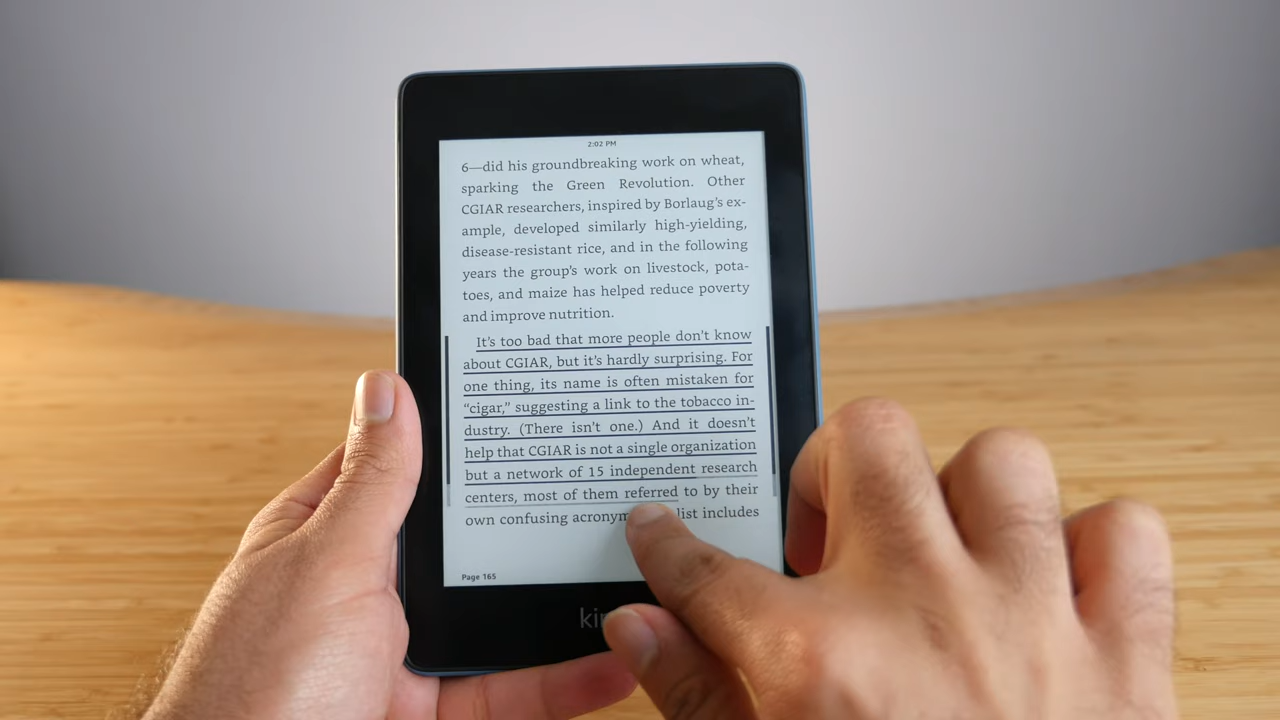 2:02 PM
6—did his groundbreaking work on wheat,
sparking the Green Revolution. Other
CGIAR researchers, inspired by Borlaug's ex-
ample, developed similarly high-yielding,
disease-resistant rice, and in the following
years the group's work on livestock, pota-
toes, and maize has helped reduce poverty
and improve nutrition.
It's too bad that more people don't know
about CGIAR, but it's hardly surprising. For
one thing, its name is often mistaken for
“cigar,” suggesting a link to the tobacco in-
dustry. (There isn't one.) And it doesn't
help that CGIAR is not a single organization
but a network of 15 independent research
centers, most of them referred to by their
own confusing list includes
Page 165